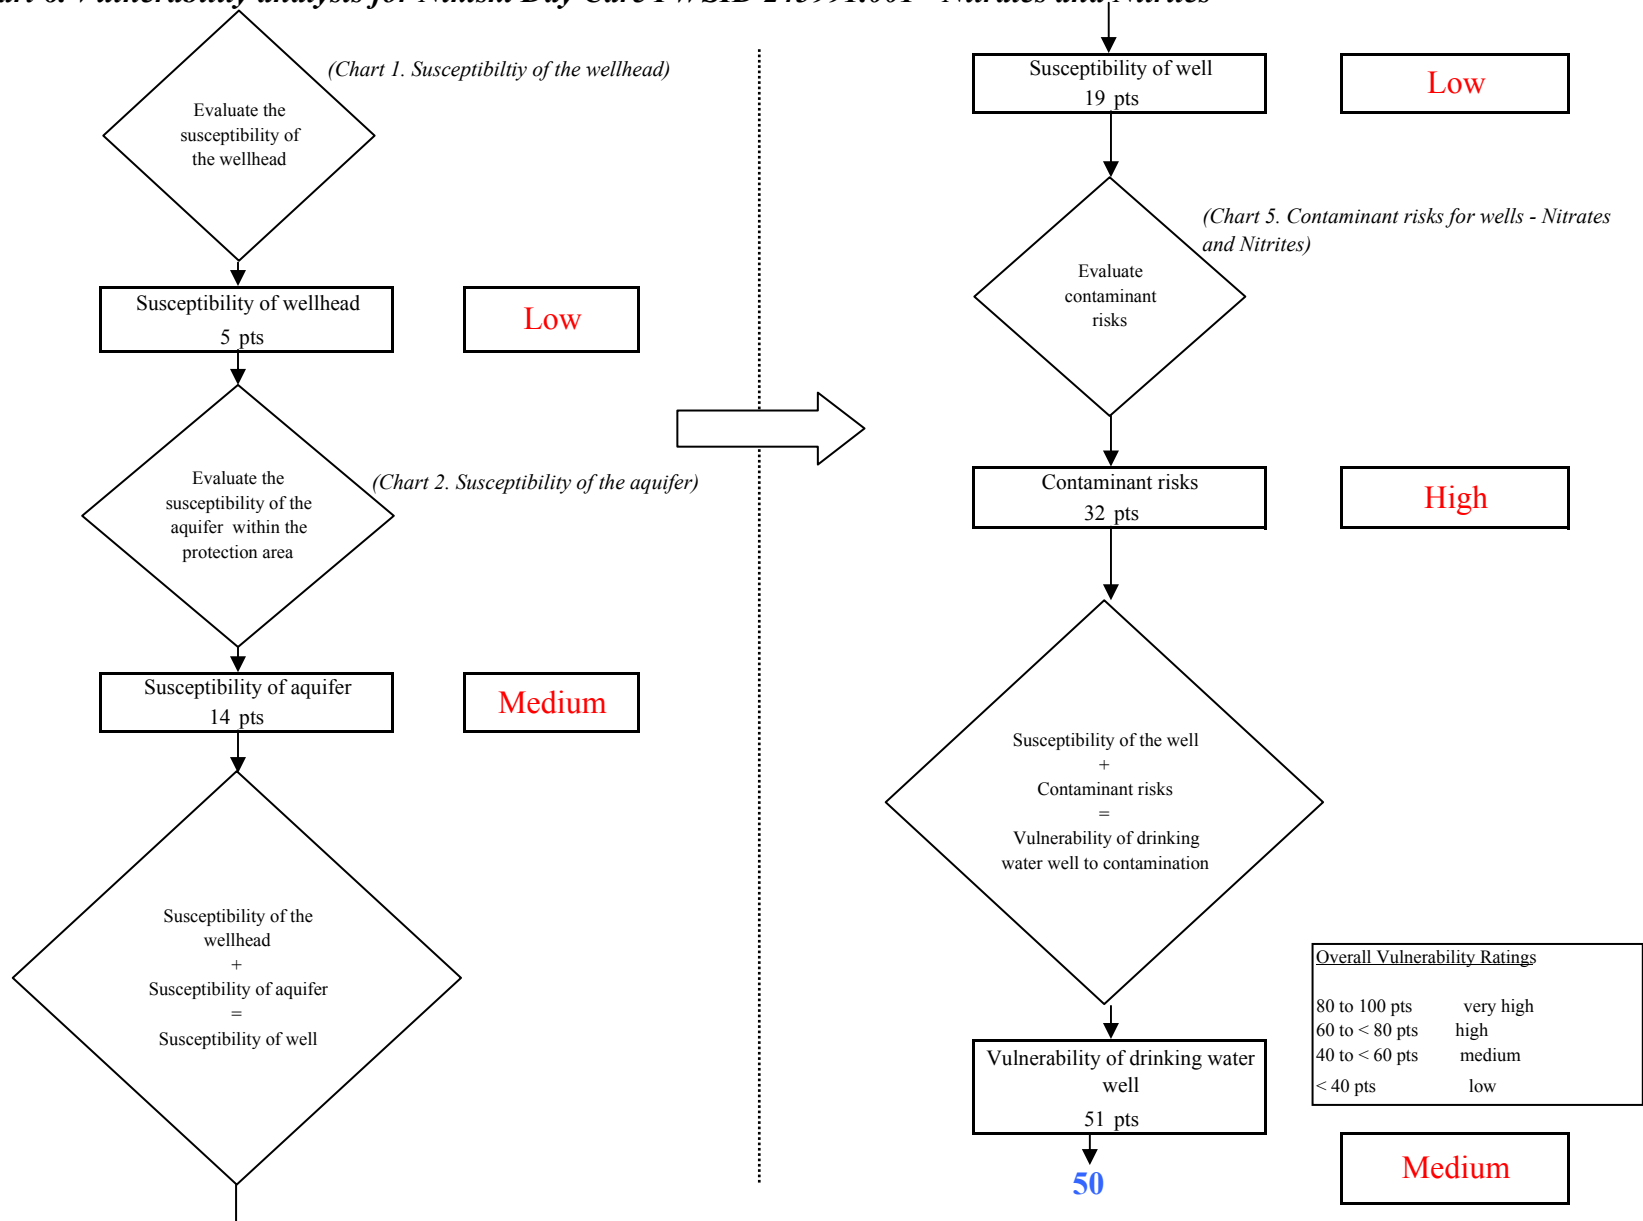 (Chart 1. Susceptibiltiy of the wellhead)
Evaluate the
susceptibility of
the wellhead
Susceptibility of wellhead
5 pts
Low
Evaluate the
susceptibility of the
aquifer within the
protection area
(Chart 2. Susceptibility of the aquifer)
Susceptibility of aquifer
14 pts
Medium
Susceptibility of the
wellhead
+
Susceptibility of aquifer
=
Susceptibility of well
Susceptibility of well
19 pts
Low
(Chart 5. Contaminant risks for wells - Nitrates
and Nitrites)
Evaluate
contaminant
risks
Contaminant risks
32 pts
High
Susceptibility of the well
+
Contaminant risks
=
Vulnerability of drinking
water well to contamination
Vulnerability of drinking water
well
51 pts
50
Overall Vulnerability Ratings
80 to 100 pts very high
60 to < 80 pts high
40 to < 60 pts medium
< 40 pts low
Medium